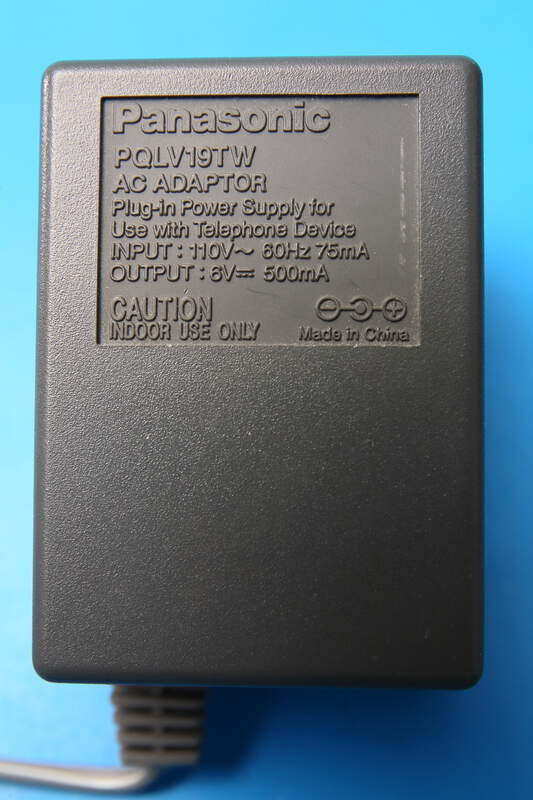 Panasonic
PQLV19TW
AC ADAPTOR
Plug-in Power Supply for
Use with Telephone Device
INPUT : 110V～ 60Hz 75mA
OUTPUT : 6V⎓ 500mA
CAUTION
INDOOR USE ONLY
Made in China